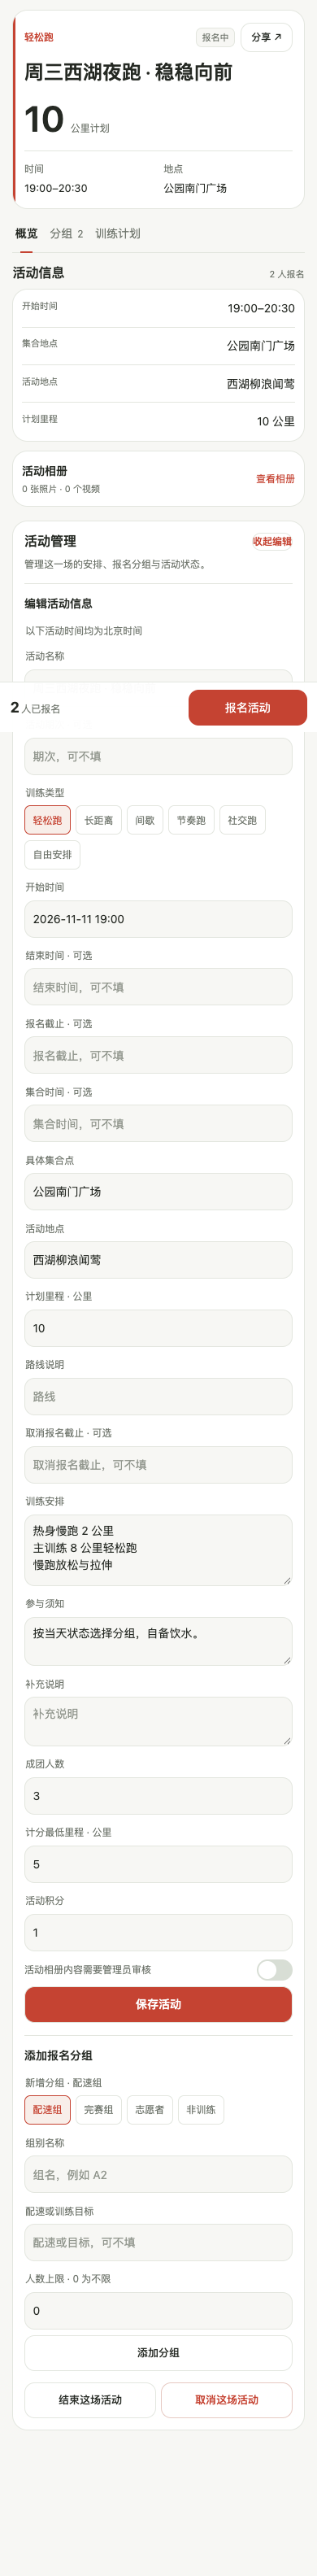 轻松跑
报名中
分享 ↗
周三西湖夜跑 · 稳稳向前
10 公里计划
时间
地点
19:00–20:30
公园南门广场
概览
分组 2
训练计划
活动信息
2 人报名
开始时间
19:00–20:30
集合地点
公园南门广场
活动地点
西湖柳浪闻莺
计划里程
10 公里
活动相册
0 张照片 · 0 个视频
查看相册
活动管理
收起编辑
管理这一场的安排、报名分组与活动状态。
编辑活动信息
以下活动时间均为北京时间
活动名称
2 人已报名
报名活动
期次，可不填
训练类型
轻松跑
长距离
间歇
节奏跑
社交跑
自由安排
开始时间
2026-11-11 19:00
结束时间 · 可选
结束时间，可不填
报名截止 · 可选
报名截止，可不填
集合时间 · 可选
集合时间，可不填
具体集合点
公园南门广场
活动地点
西湖柳浪闻莺
计划里程 · 公里
10
路线说明
路线
取消报名截止 · 可选
取消报名截止，可不填
训练安排
热身慢跑 2 公里
主训练 8 公里轻松跑
慢跑放松与拉伸
参与须知
按当天状态选择分组，自备饮水。
补充说明
补充说明
成团人数
3
计分最低里程 · 公里
5
活动积分
1
活动相册内容需要管理员审核
保存活动
添加报名分组
新增分组 · 配速组
配速组
完赛组
志愿者
非训练
组别名称
组名，例如 A2
配速或训练目标
配速或目标，可不填
人数上限 · 0 为不限
0
添加分组
结束这场活动
取消这场活动